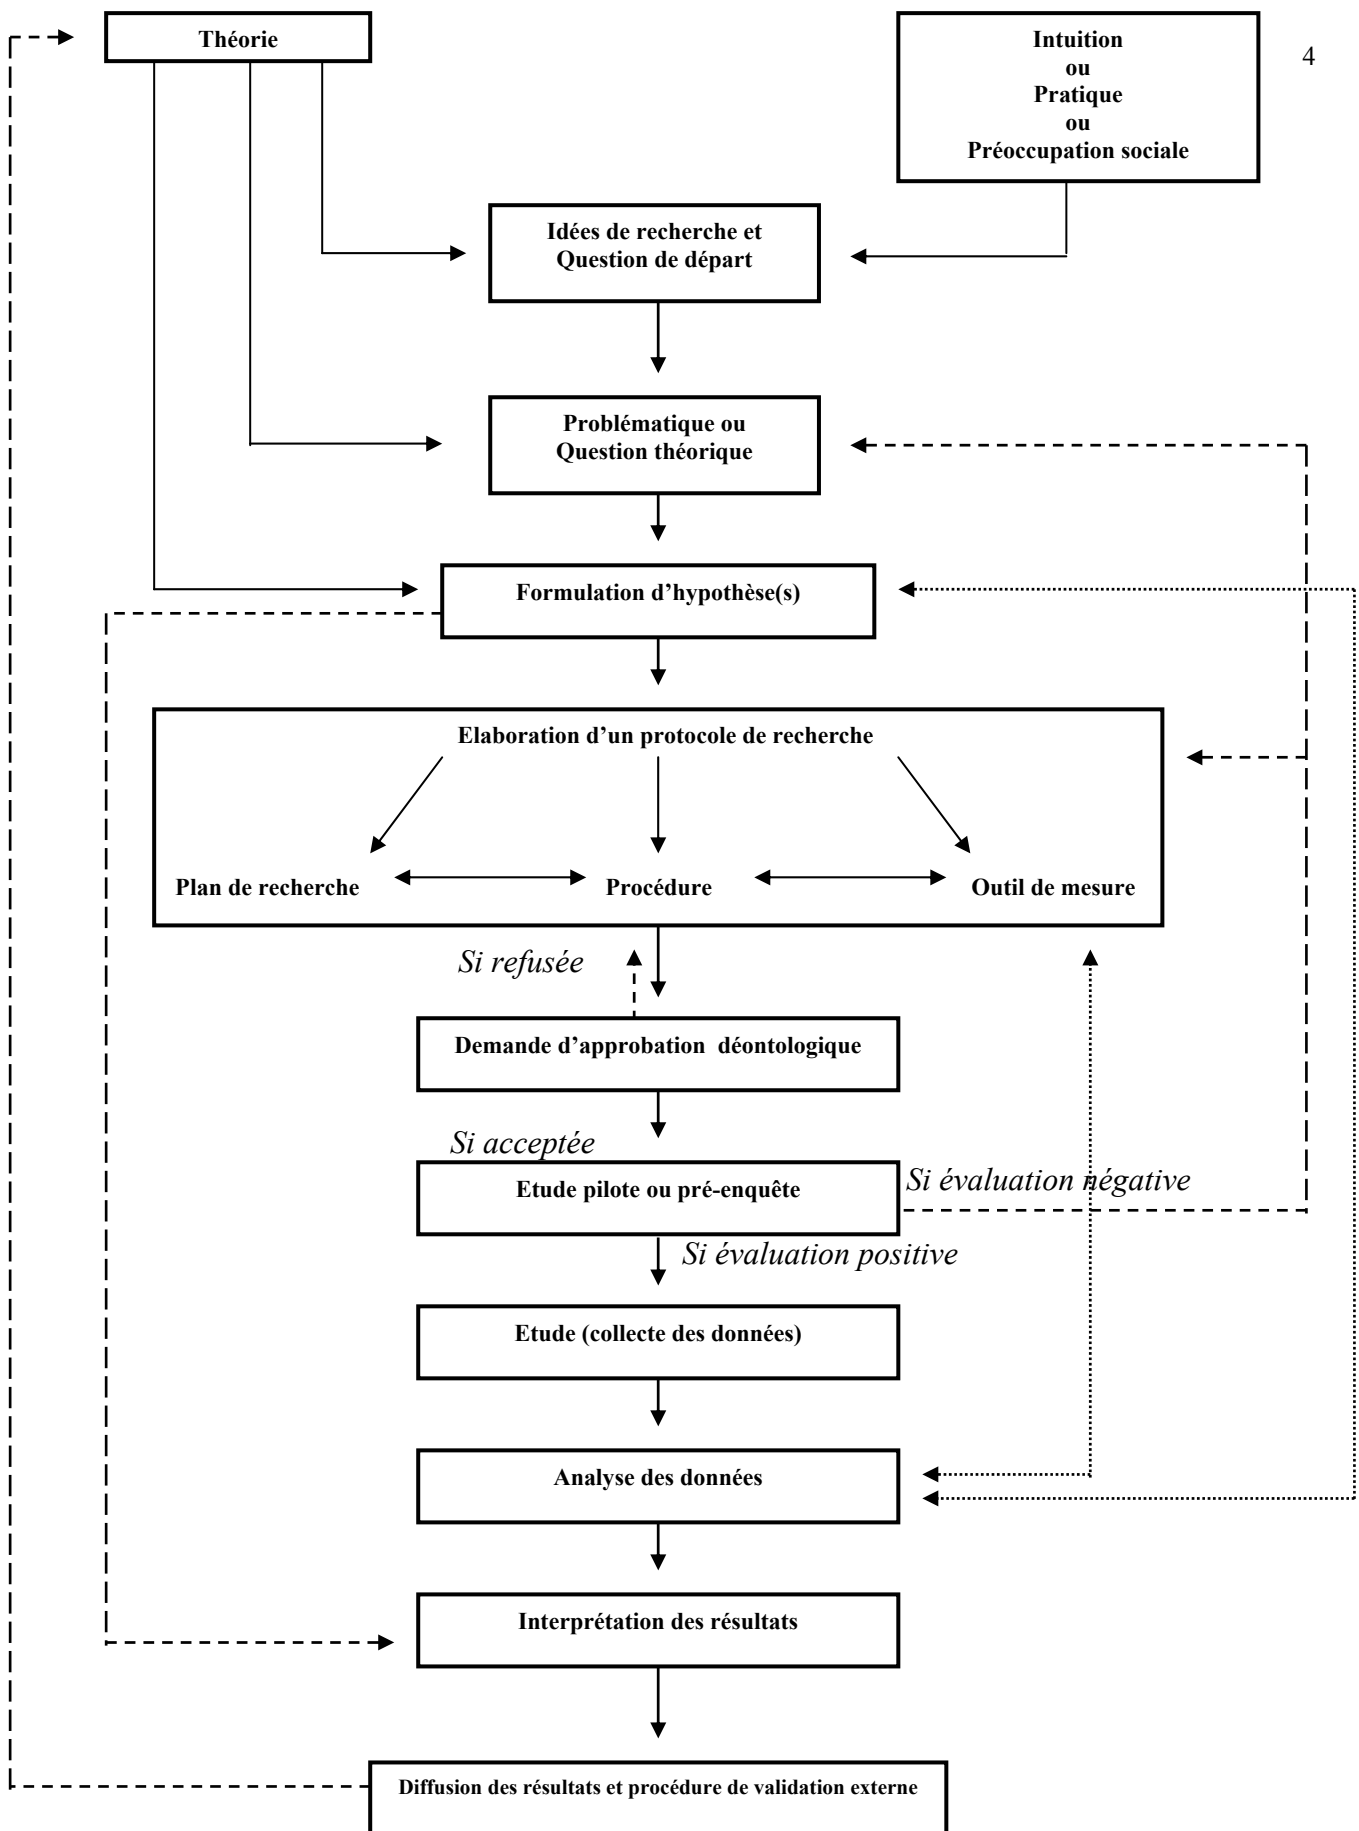 Théorie
Intuition
ou
Pratique
ou
Préoccupation sociale
4
Idées de recherche et
Question de départ
Problématique ou
Question théorique
Formulation d’hypothèse(s)
Elaboration d’un protocole de recherche
Plan de recherche
Procédure
Outil de mesure
Si refusée
Demande d’approbation déontologique
Si acceptée
Etude pilote ou pré-enquête
Si évaluation négative
Si évaluation positive
Etude (collecte des données)
Analyse des données
Interprétation des résultats
Diffusion des résultats et procédure de validation externe